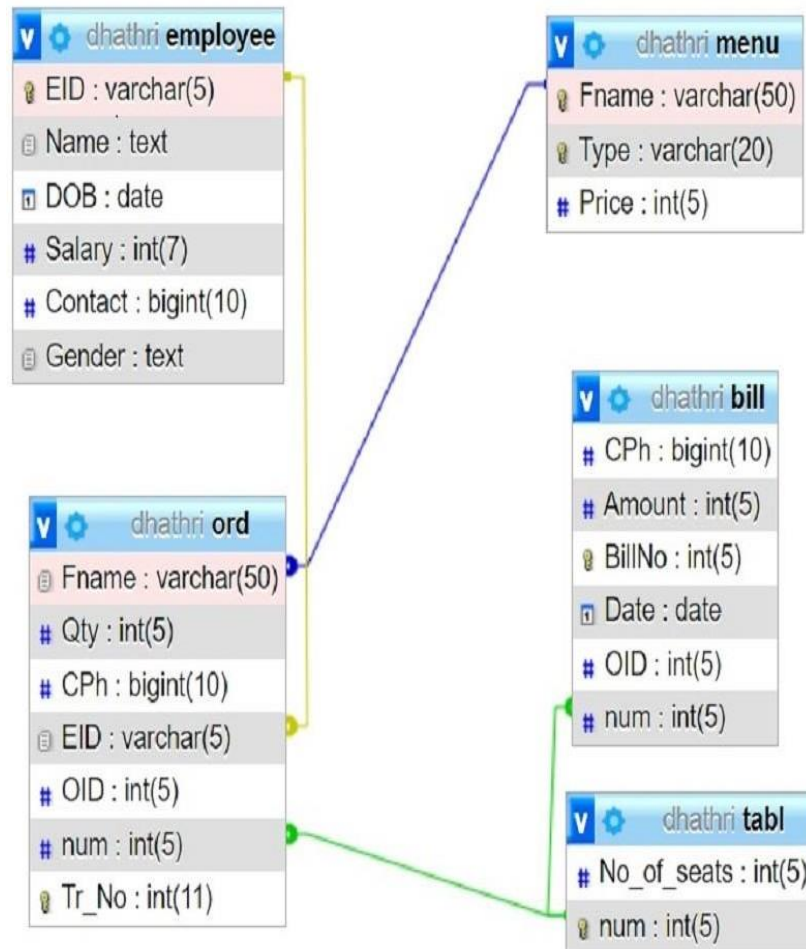 dhathri employee
EID : varchar(5)
Name : text
DOB : date
Salary : int(7)
Contact : bigint(10)
Gender : text
dhathri menu
Fname : varchar(50)
Type : varchar(20)
Price : int(5)
dhathri bill
CPh : bigint(10)
Amount : int(5)
BillNo : int(5)
Date : date
OID : int(5)
num : int(5)
dhathri ord
Fname : varchar(50)
Qty : int(5)
CPh : bigint(10)
EID : varchar(5)
OID : int(5)
num : int(5)
Tr_No : int(11)
dhathri tabl
No_of_seats : int(5)
num : int(5)